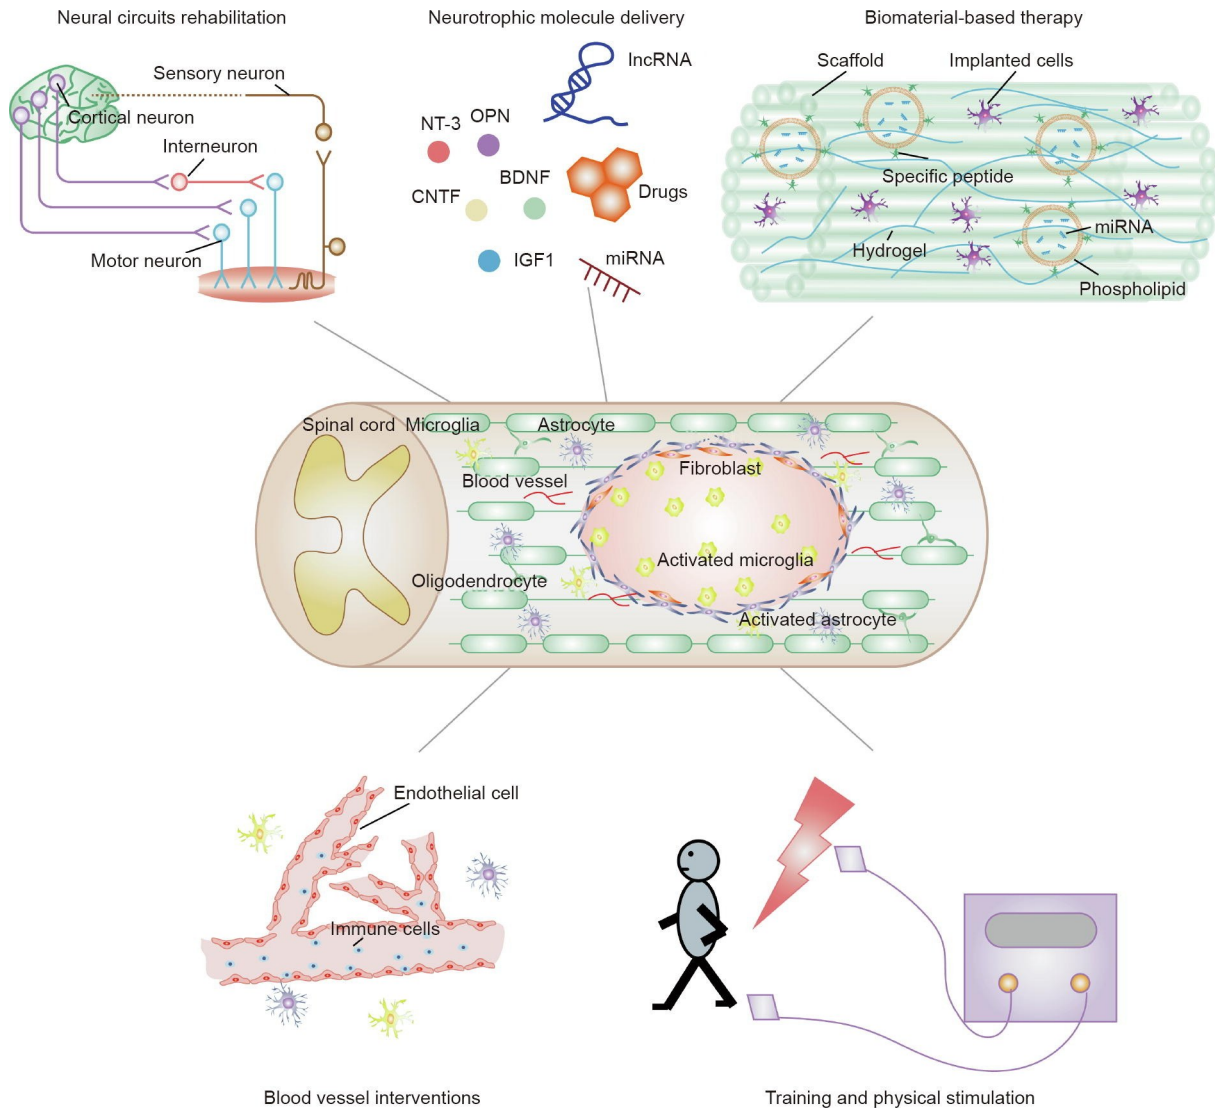 Neural circuits rehabilitation
Neurotrophic molecule delivery
Biomaterial-based therapy
Sensory neuron
Cortical neuron
Interneuron
Motor neuron
lncRNA
NT-3
OPN
BDNF
CNTF
Drugs
IGF1
miRNA
Scaffold
Implanted cells
Specific peptide
Hydrogel
miRNA
Phospholipid
Spinal cord
Microglia
Astrocyte
Blood vessel
Fibroblast
Activated microglia
Oligodendrocyte
Activated astrocyte
Endothelial cell
Immune cells
Blood vessel interventions
Training and physical stimulation